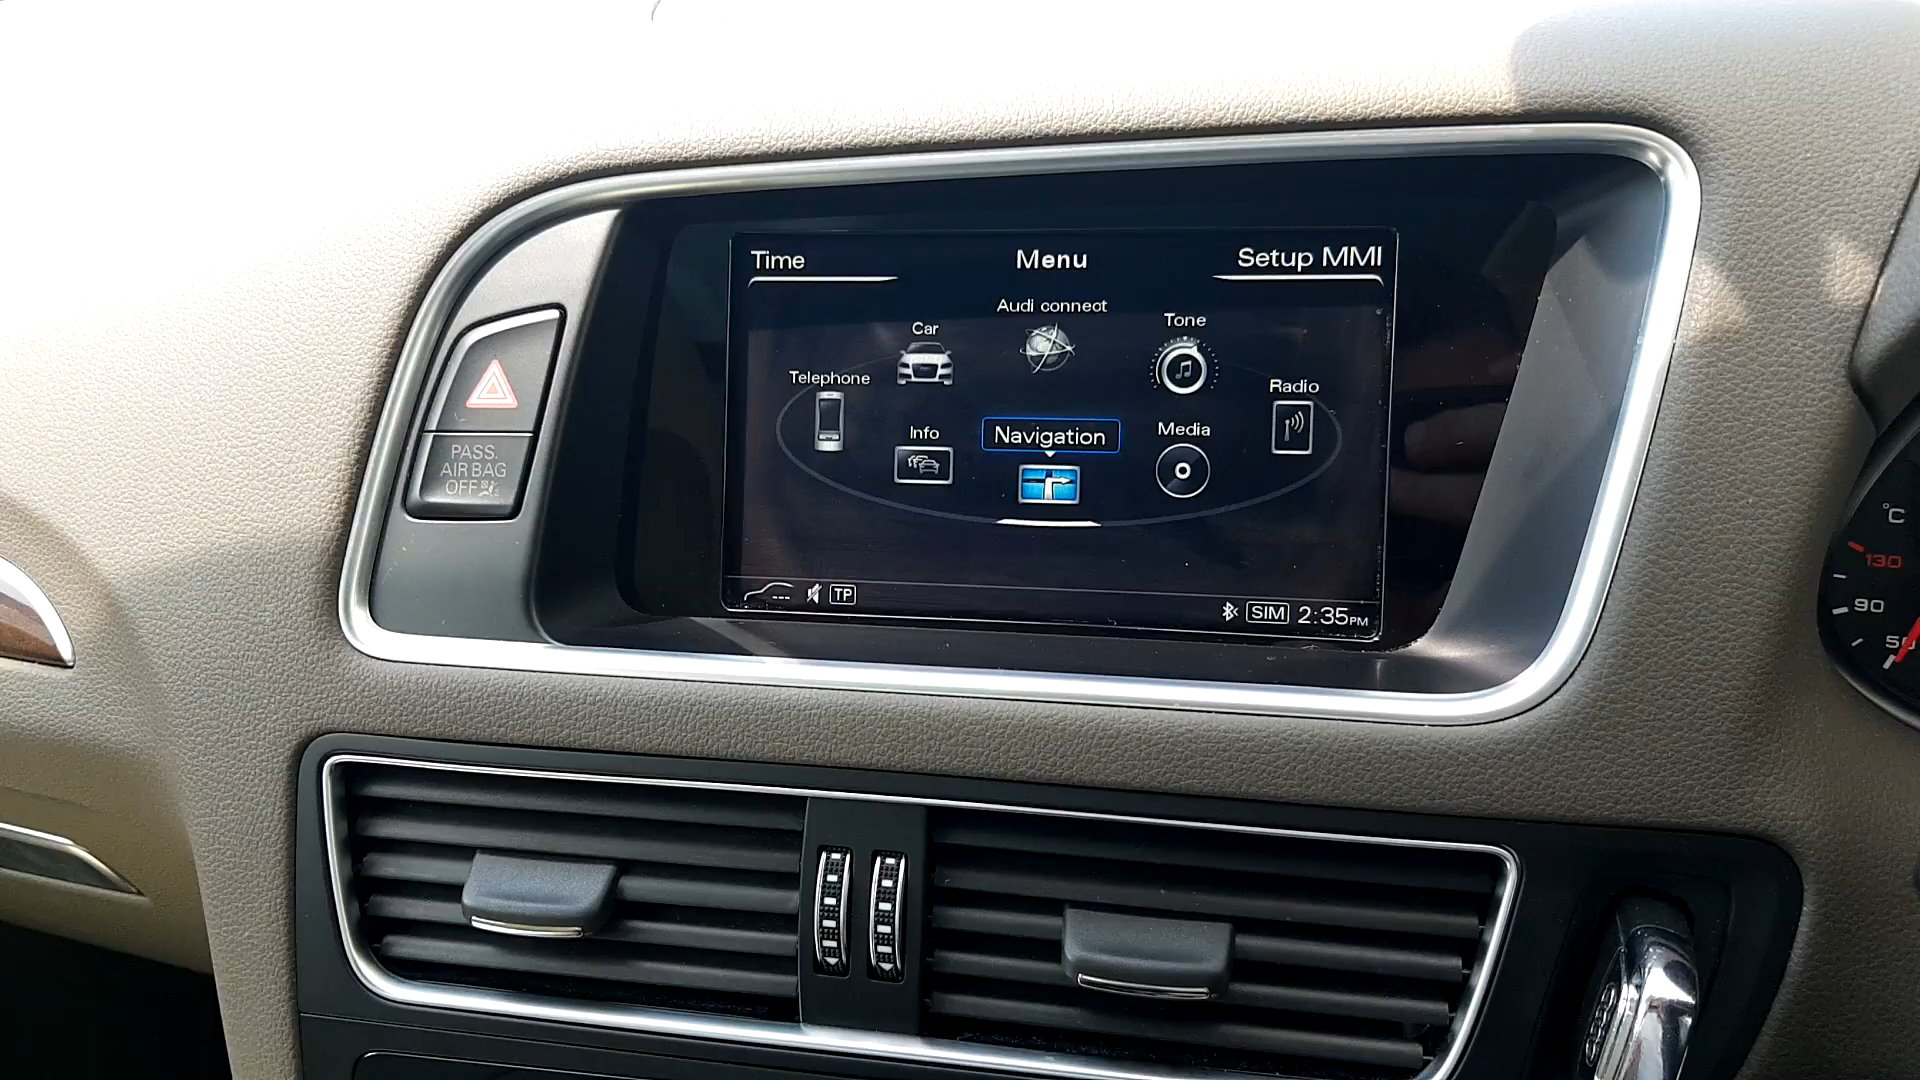 Time
Menu
Setup MMI
Audi connect
Car
Tone
Telephone
Radio
Info
Navigation
Media
TP
SIM 2:35PM
PASS.
AIR BAG
OFF
°C
130
90
50